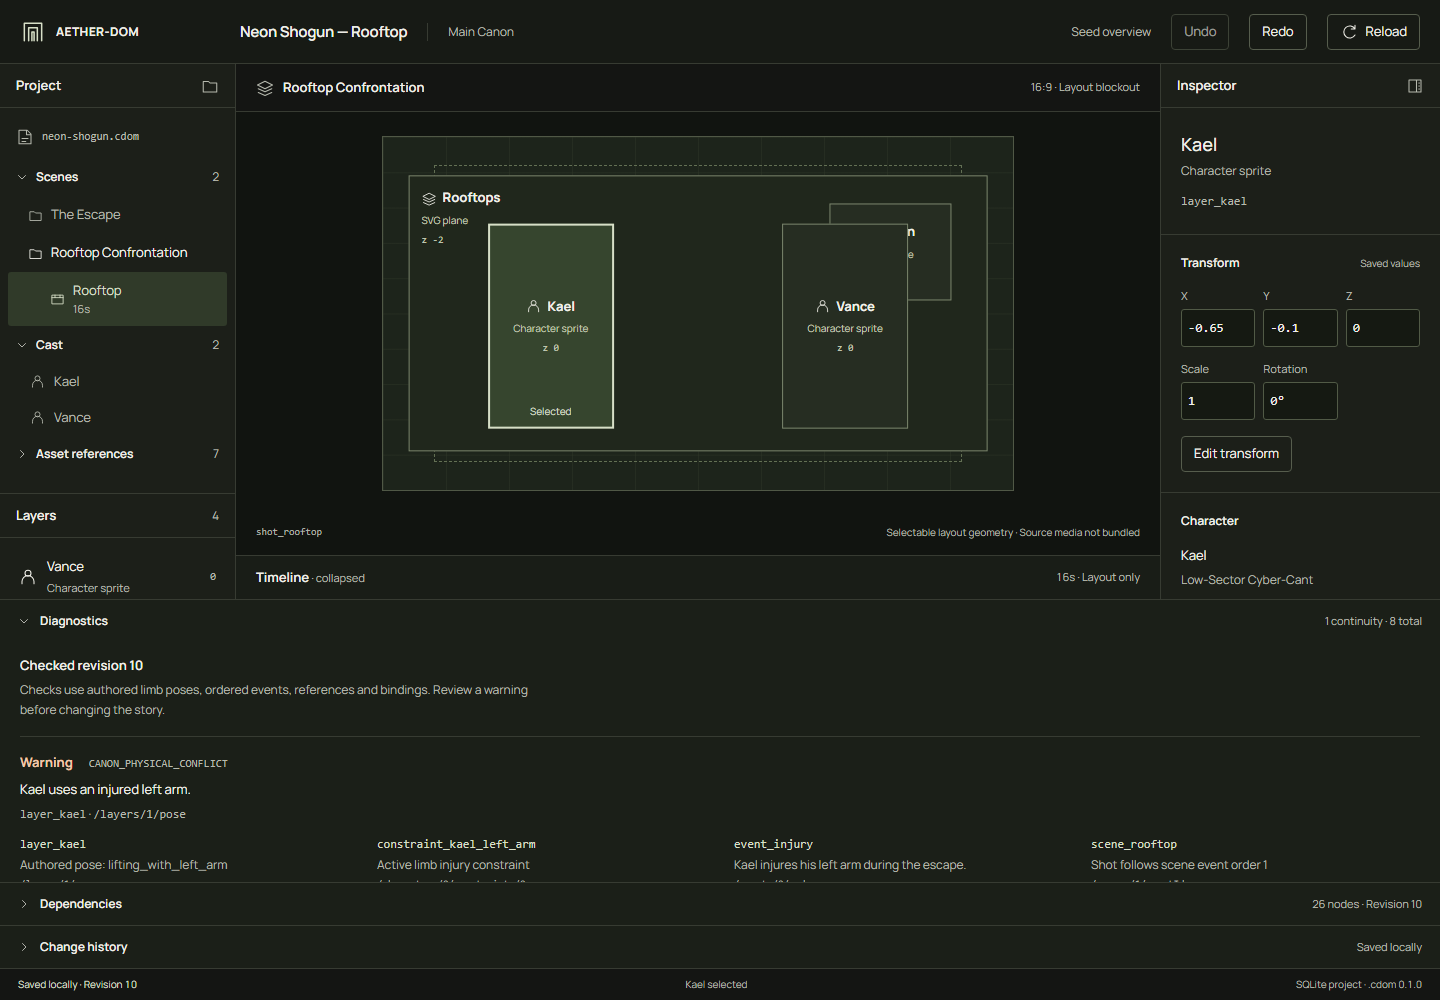 AETHER-DOM
Neon Shogun — Rooftop
Main Canon
Seed overview
Undo
Redo
Reload
Project
neon-shogun.cdom
Scenes 2
The Escape
Rooftop Confrontation
Rooftop
16s
Cast 2
Kael
Vance
Asset references 7
Layers 4
Vance
Character sprite
0
Rooftop Confrontation
16:9 · Layout blockout
Rooftops
SVG plane
z -2
Kael
Character sprite
z 0
Selected
n
e
Vance
Character sprite
z 0
shot_rooftop
Selectable layout geometry · Source media not bundled
Timeline · collapsed
16s · Layout only
Inspector
Kael
Character sprite
layer_kael
Transform
Saved values
X Y Z
-0.65 -0.1 0
Scale Rotation
1 0°
Edit transform
Character
Kael
Low-Sector Cyber-Cant
Diagnostics
1 continuity · 8 total
Checked revision 10
Checks use authored limb poses, ordered events, references and bindings. Review a warning
before changing the story.
Warning CANON_PHYSICAL_CONFLICT
Kael uses an injured left arm.
layer_kael · /layers/1/pose
layer_kael constraint_kael_left_arm event_injury scene_rooftop
Authored pose: lifting_with_left_arm Active limb injury constraint Kael injures his left arm during the escape. Shot follows scene event order 1
Dependencies
26 nodes · Revision 10
Change history
Saved locally
Saved locally · Revision 10
Kael selected
SQLite project · .cdom 0.1.0